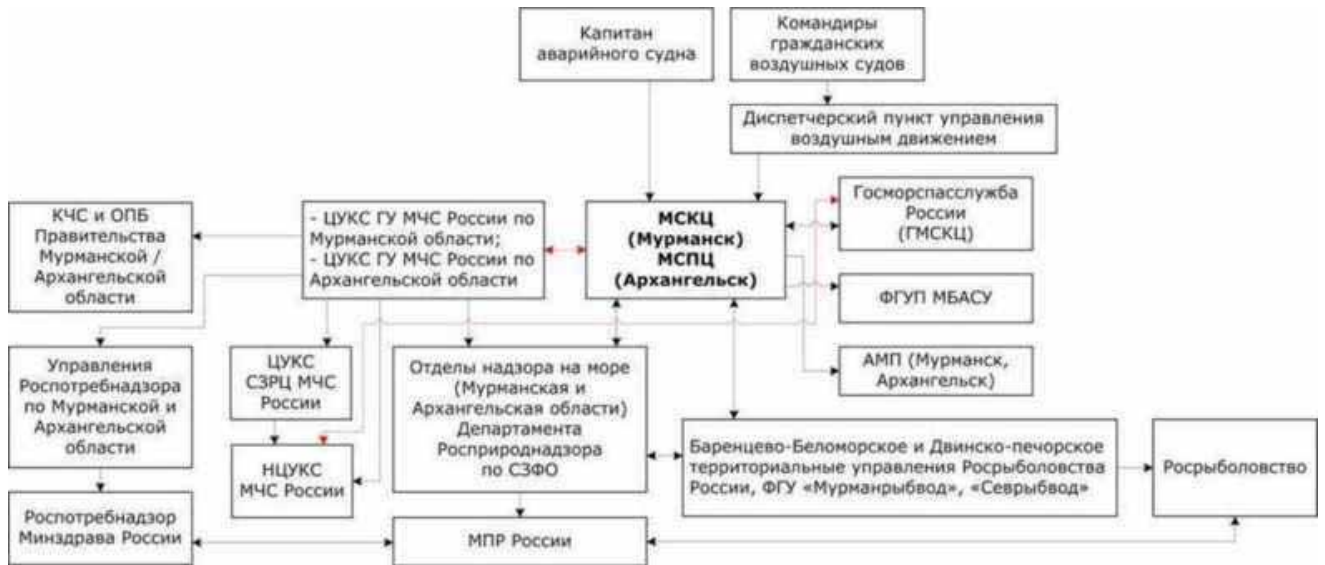 Капитан
аварийного судна
Командиры
гражданских
воздушных судов
Диспетчерский пункт управления
воздушным движением
КЧС и ОПБ
Правительства
Мурманской /
Архангельской
области
- ЦУКС ГУ МЧС России по
Мурманской области;
- ЦУКС ГУ МЧС России по
Архангельской области
МСКЦ
(Мурманск)
МСПЦ
(Архангельск)
Госморспасслужба
России
(ГМСКЦ)
ФГУП МБАСУ
АМП (Мурманск,
Архангельск)
Управления
Роспотребнадзора
по Мурманской и
Архангельской
области
ЦУКС
СЗРЦ МЧС
России
Отделы надзора на море
(Мурманская и
Архангельская области)
Департамента
Росприроднадзора
по СЗФО
НЦУКС
МЧС России
Баренцево-Беломорское и Двинско-печорское
территориальные управления Росрыболовства
России, ФГУ «Мурманрыбвод», «Севрыбвод»
Росрыболовство
Роспотребнадзор
Минздрава России
МПР России